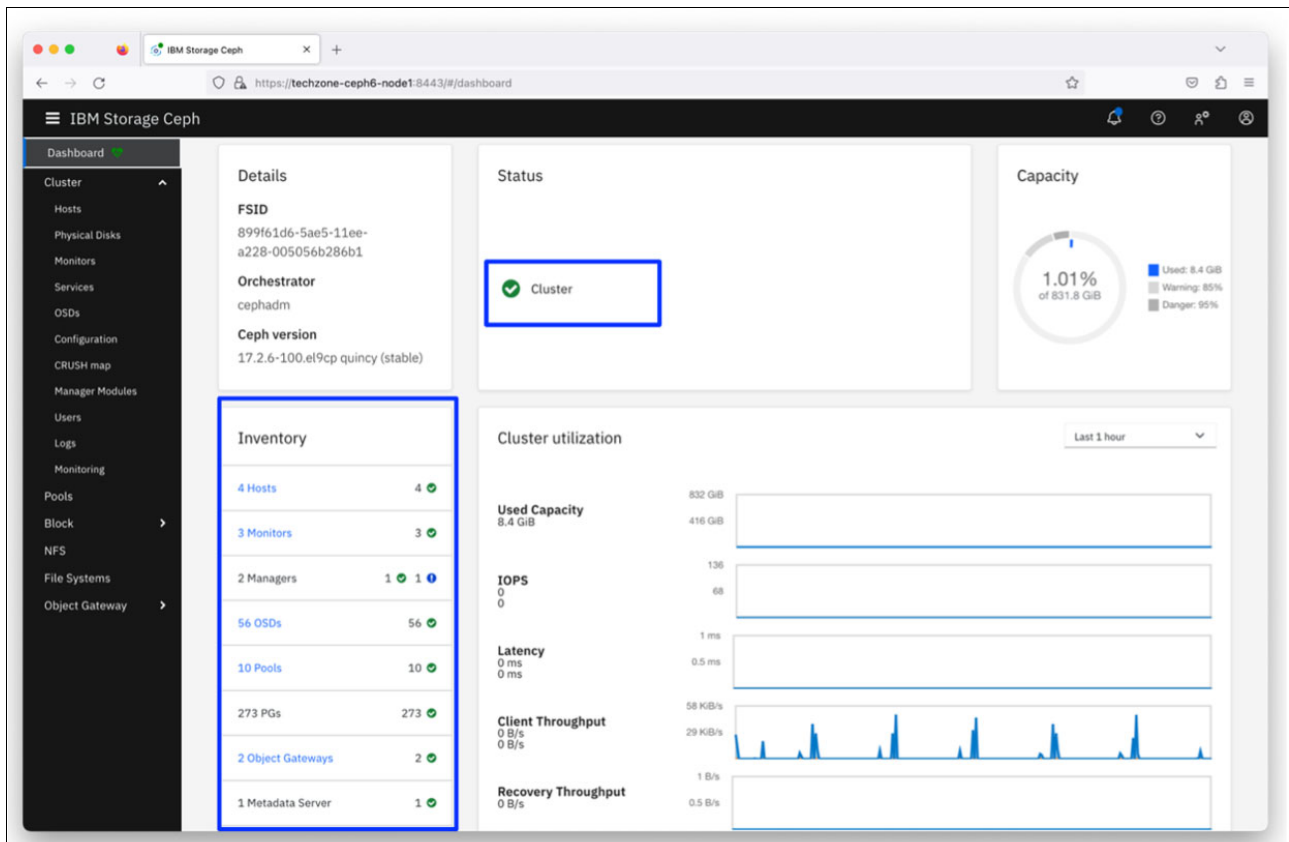 IBM Storage Ceph
https://techzone-ceph6-node1:8443/#/dashboard
IBM Storage Ceph
Dashboard
Cluster
Hosts
Physical Disks
Monitors
Services
OSDs
Configuration
CRUSH map
Manager Modules
Users
Logs
Monitoring
Pools
Block
NFS
File Systems
Object Gateway
Details
FSID
899f61d6-5ae5-11ee-
a228-005056b286b1
Orchestrator
cephadm
Ceph version
17.2.6-100.el9cp quincy (stable)
Status
Cluster
Capacity
1.01%
of 831.8 GiB
Used: 8.4 GiB
Warning: 85%
Danger: 95%
Inventory
4 Hosts 4
3 Monitors 3
2 Managers 1 1
56 OSDs 56
10 Pools 10
273 PGs 273
2 Object Gateways 2
1 Metadata Server 1
Cluster utilization
Last 1 hour
Used Capacity
8.4 GiB
832 GiB
416 GiB
IOPS
0
0
136
68
Latency
0 ms
0 ms
1 ms
0.5 ms
Client Throughput
0 B/s
0 B/s
58 KiB/s
29 KiB/s
Recovery Throughput
0 B/s
1 B/s
0.5 B/s